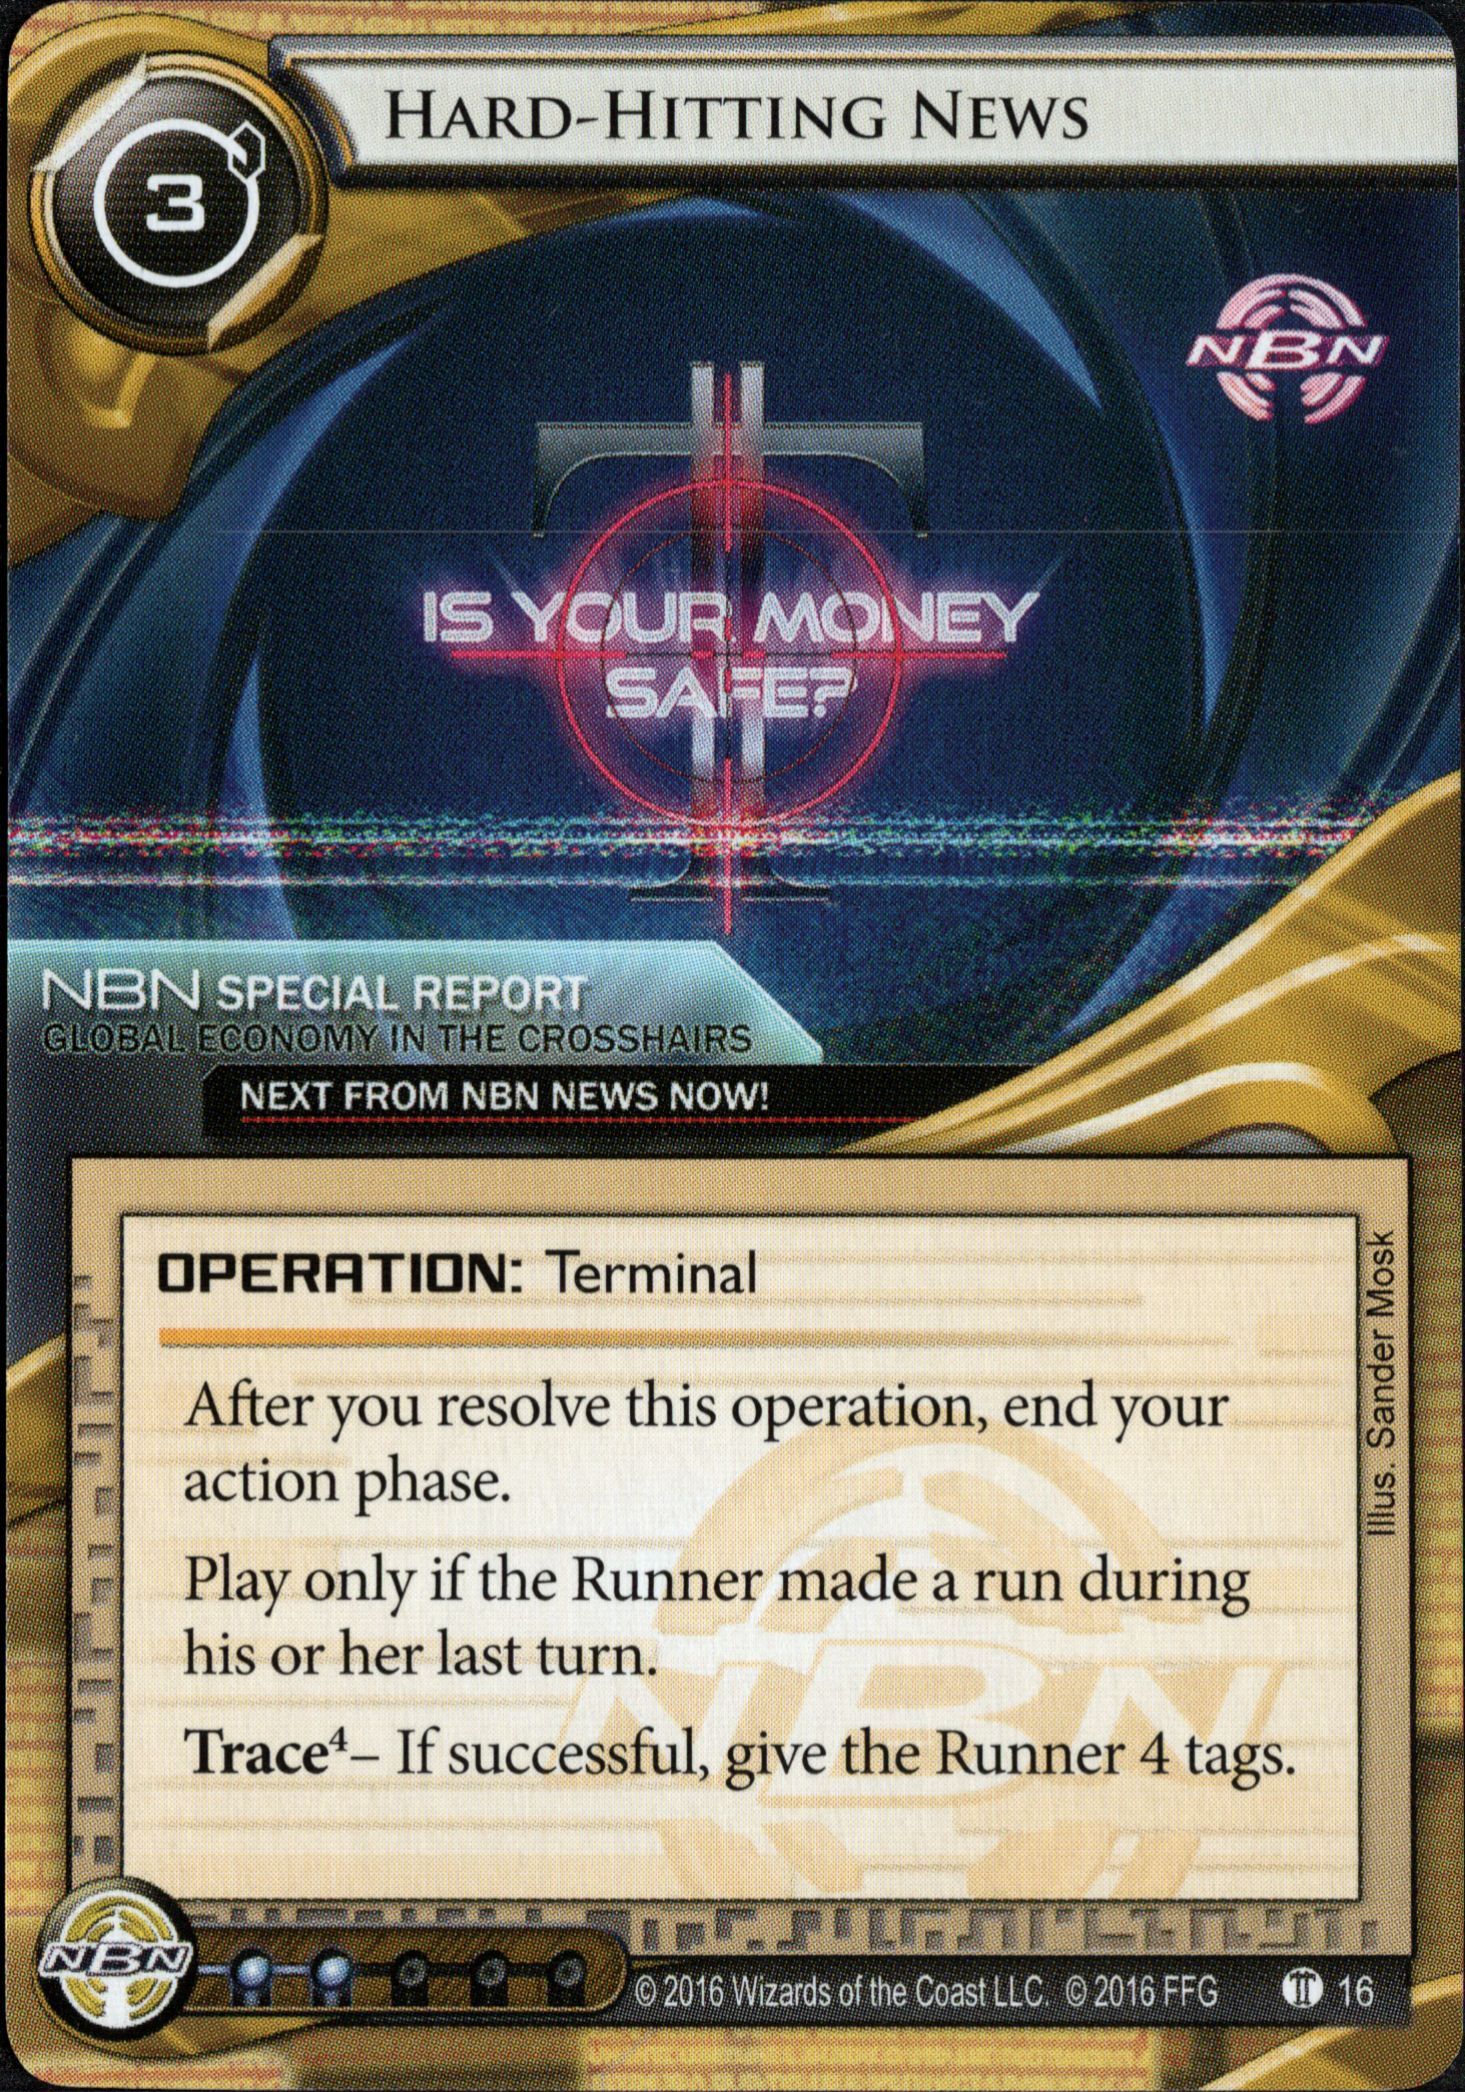 3
HARD-HITTING NEWS
NBN
IS YOUR MONEY
SAFE?
NBN SPECIAL REPORT
GLOBAL ECONOMY IN THE CROSSHAIRS
NEXT FROM NBN NEWS NOW!
OPERATION: Terminal
After you resolve this operation, end your
action phase.
Play only if the Runner made a run during
his or her last turn.
Trace⁴– If successful, give the Runner 4 tags.
NBN
Illus. Sander Mosk
NBN
© 2016 Wizards of the Coast LLC. © 2016 FFG
16